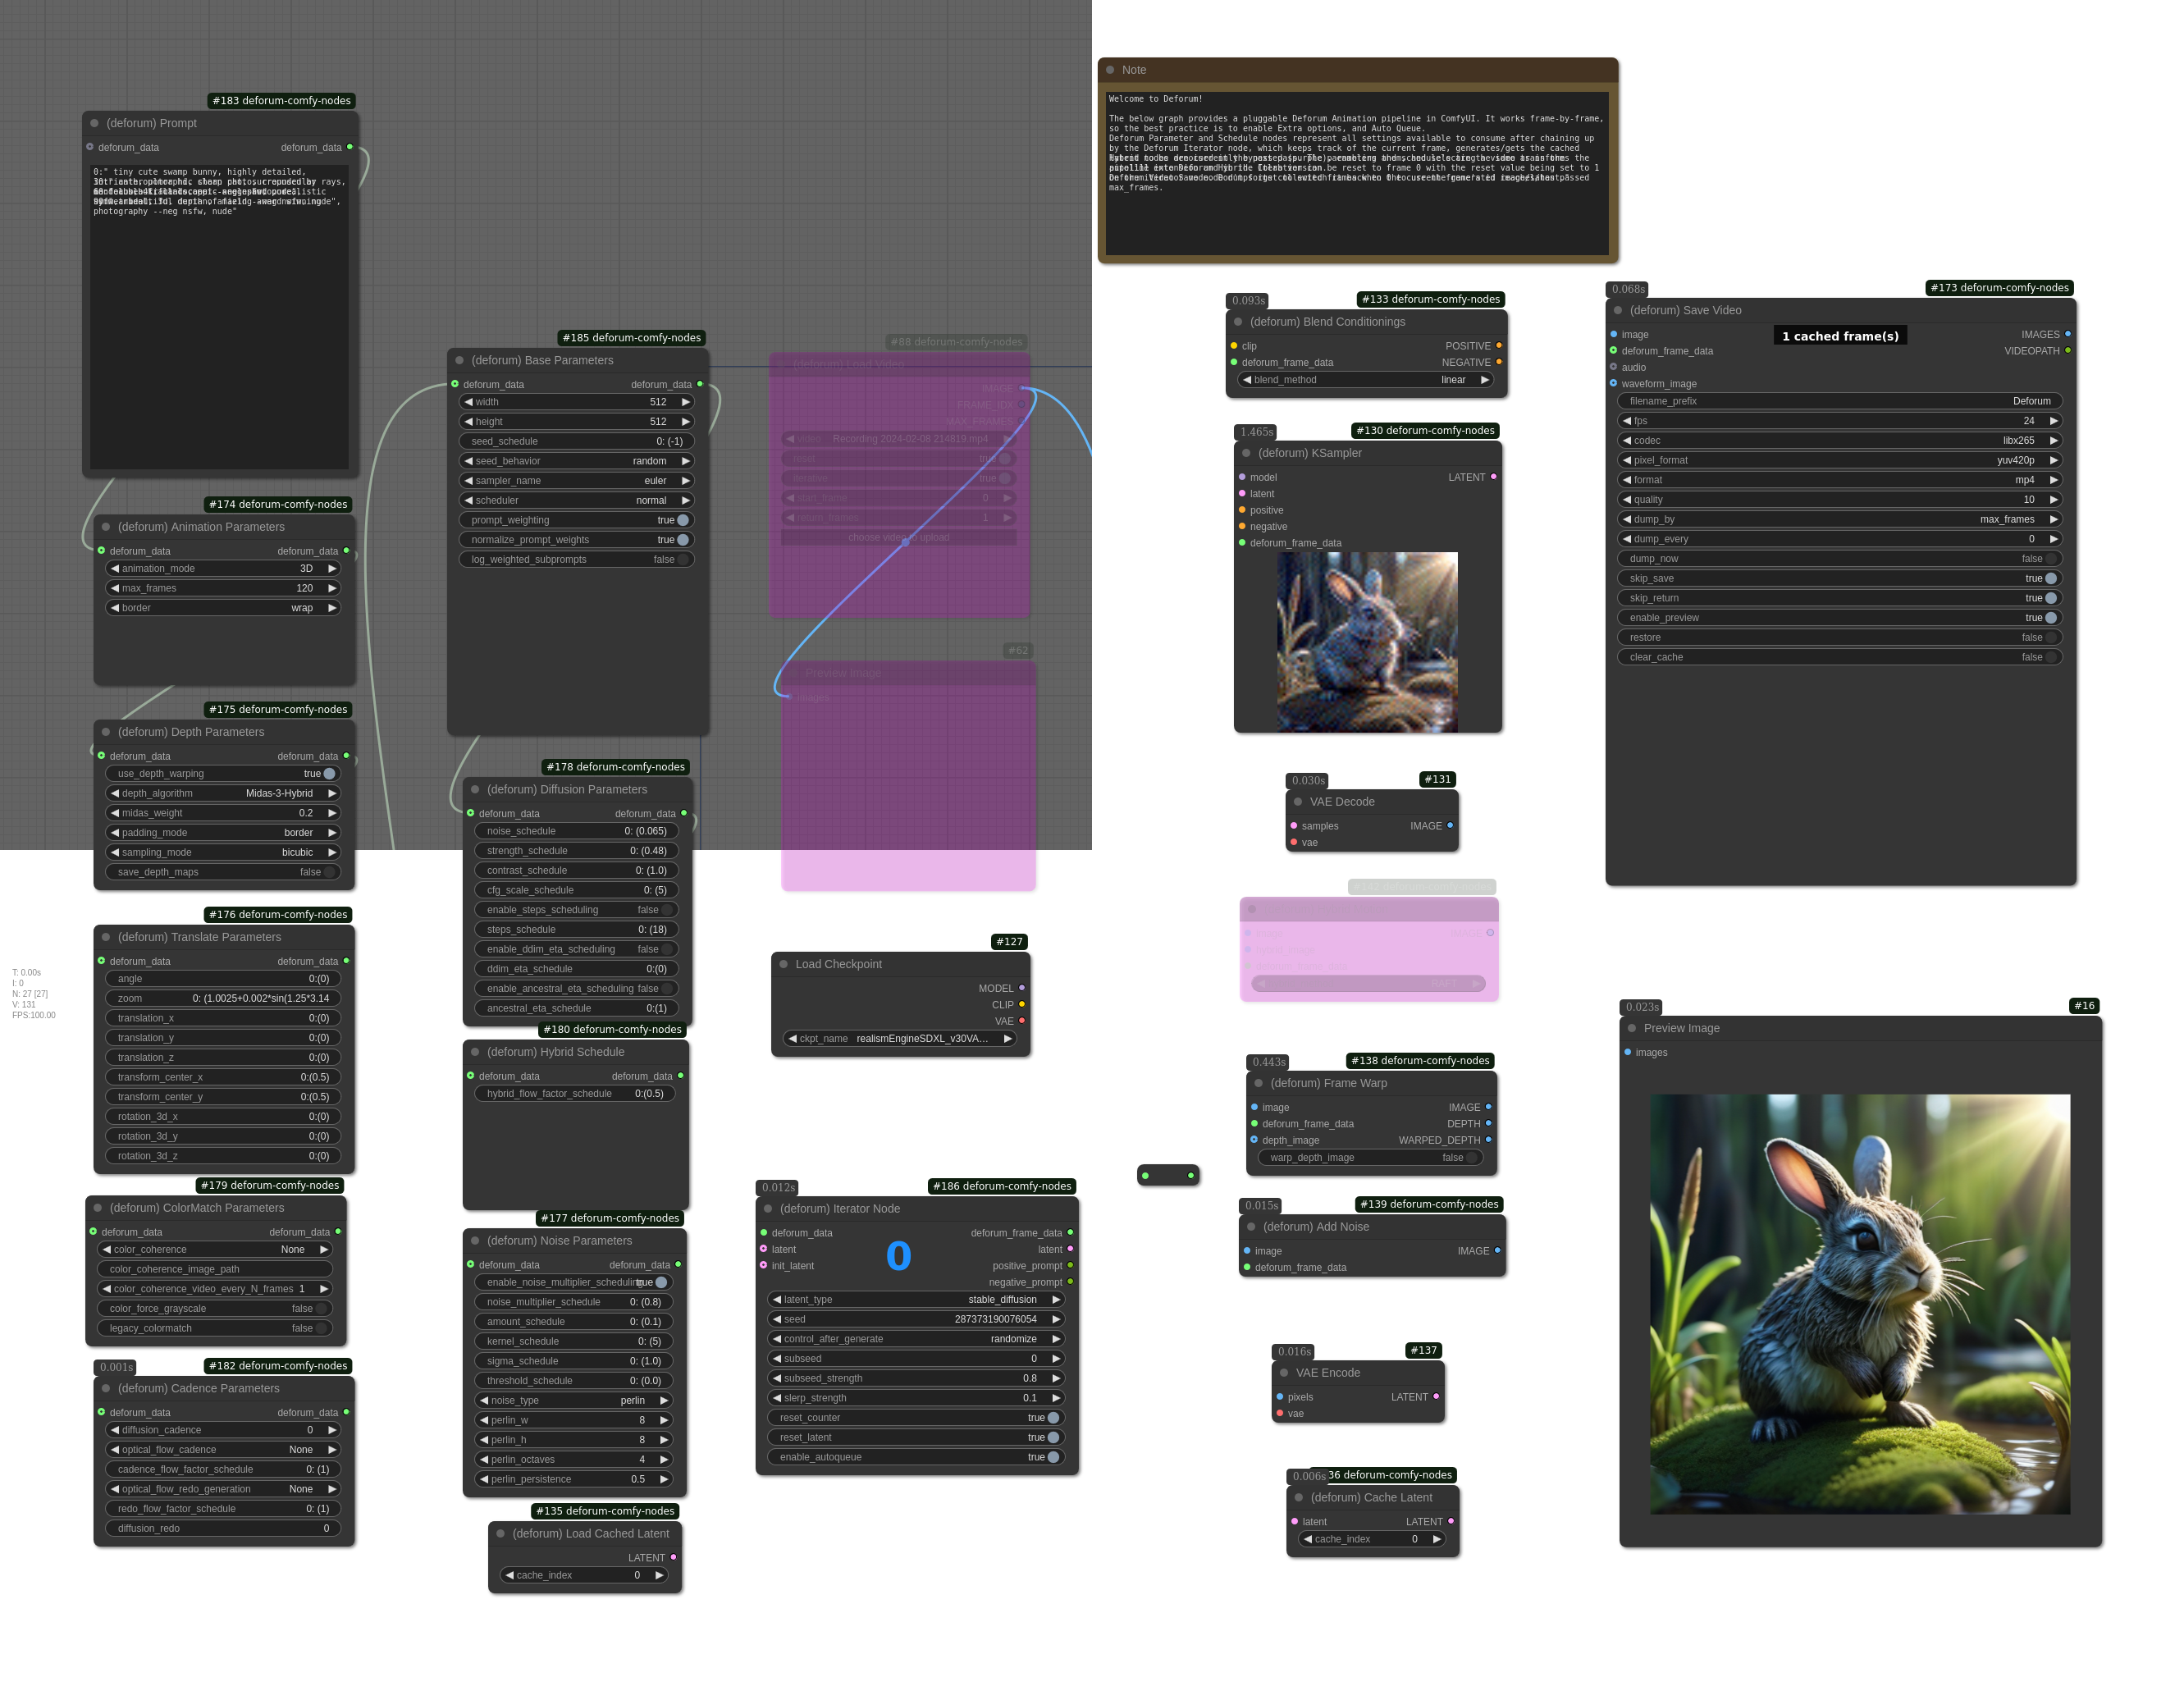 #183 deforum-comfy-nodes
(deforum) Prompt
deforum_data deforum_data
0:" tiny cute swamp bunny, highly detailed,
photography --neg nsfw, nude"
#174 deforum-comfy-nodes
(deforum) Animation Parameters
deforum_data deforum_data
animation_mode 3D
max_frames 120
border wrap
#175 deforum-comfy-nodes
(deforum) Depth Parameters
deforum_data deforum_data
use_depth_warping true
depth_algorithm Midas-3-Hybrid
midas_weight 0.2
padding_mode border
sampling_mode bicubic
save_depth_maps false
#176 deforum-comfy-nodes
(deforum) Translate Parameters
deforum_data deforum_data
angle 0:(0)
zoom 0: (1.0025+0.002*sin(1.25*3.14
translation_x 0:(0)
translation_y 0:(0)
translation_z 0:(0)
transform_center_x 0:(0.5)
transform_center_y 0:(0.5)
rotation_3d_x 0:(0)
rotation_3d_y 0:(0)
rotation_3d_z 0:(0)
T: 0.00s
I: 0
N: 27 [27]
V: 131
FPS:100.00
#179 deforum-comfy-nodes
(deforum) ColorMatch Parameters
deforum_data deforum_data
color_coherence None
color_coherence_image_path
color_coherence_video_every_N_frames 1
color_force_grayscale false
legacy_colormatch false
0.001s #182 deforum-comfy-nodes
(deforum) Cadence Parameters
deforum_data deforum_data
diffusion_cadence 0
optical_flow_cadence None
cadence_flow_factor_schedule 0: (1)
optical_flow_redo_generation None
redo_flow_factor_schedule 0: (1)
diffusion_redo 0
#185 deforum-comfy-nodes
(deforum) Base Parameters
deforum_data deforum_data
width 512
height 512
seed_schedule 0: (-1)
seed_behavior random
sampler_name euler
scheduler normal
prompt_weighting true
normalize_prompt_weights true
log_weighted_subprompts false
#178 deforum-comfy-nodes
(deforum) Diffusion Parameters
deforum_data deforum_data
noise_schedule 0: (0.065)
strength_schedule 0: (0.48)
contrast_schedule 0: (1.0)
cfg_scale_schedule 0: (5)
enable_steps_scheduling false
steps_schedule 0: (18)
enable_ddim_eta_scheduling false
ddim_eta_schedule 0:(0)
enable_ancestral_eta_scheduling false
ancestral_eta_schedule 0:(1)
#180 deforum-comfy-nodes
(deforum) Hybrid Schedule
deforum_data deforum_data
hybrid_flow_factor_schedule 0:(0.5)
#177 deforum-comfy-nodes
(deforum) Noise Parameters
deforum_data deforum_data
enable_noise_multiplier_scheduling true
noise_multiplier_schedule 0: (0.8)
amount_schedule 0: (0.1)
kernel_schedule 0: (5)
sigma_schedule 0: (1.0)
threshold_schedule 0: (0.0)
noise_type perlin
perlin_w 8
perlin_h 8
perlin_octaves 4
perlin_persistence 0.5
#135 deforum-comfy-nodes
(deforum) Load Cached Latent
LATENT
cache_index 0
#88 deforum-comfy-nodes
(deforum) Load Video
IMAGE
FRAME_IDX
MAX_FRAMES
video Recording 2024-02-08 214819.mp4
reset true
iterative true
start_frame 0
return_frames 1
choose video to upload
#62
Preview Image
images
#127
Load Checkpoint
MODEL
CLIP
VAE
ckpt_name realismEngineSDXL_v30VA...
0.012s #186 deforum-comfy-nodes
(deforum) Iterator Node
deforum_data deforum_frame_data
latent latent
init_latent positive_prompt
negative_prompt
0
latent_type stable_diffusion
seed 287373190076054
control_after_generate randomize
subseed 0
subseed_strength 0.8
slerp_strength 0.1
reset_counter true
reset_latent true
enable_autoqueue true
Note
Welcome to Deforum!
The below graph provides a pluggable Deforum Animation pipeline in ComfyUI. It works frame-by-frame,
so the best practice is to enable Extra options, and Auto Queue.
Deforum Parameter and Schedule nodes represent all settings available to consume after chaining up
by the Deforum Iterator node, which keeps track of the current frame, generates/gets the cached
max_frames.
0.093s #133 deforum-comfy-nodes
(deforum) Blend Conditionings
clip POSITIVE
deforum_frame_data NEGATIVE
blend_method linear
1.465s #130 deforum-comfy-nodes
(deforum) KSampler
model LATENT
latent
positive
negative
deforum_frame_data
0.030s #131
VAE Decode
samples IMAGE
vae
0.443s #138 deforum-comfy-nodes
(deforum) Frame Warp
image IMAGE
deforum_frame_data DEPTH
depth_image WARPED_DEPTH
warp_depth_image false
0.015s #139 deforum-comfy-nodes
(deforum) Add Noise
image IMAGE
deforum_frame_data
0.016s #137
VAE Encode
pixels LATENT
vae
0.006s 36 deforum-comfy-nodes
(deforum) Cache Latent
latent LATENT
cache_index 0
0.068s #173 deforum-comfy-nodes
(deforum) Save Video
image 1 cached frame(s) IMAGES
deforum_frame_data VIDEOPATH
audio
waveform_image
filename_prefix Deforum
fps 24
codec libx265
pixel_format yuv420p
format mp4
quality 10
dump_by max_frames
dump_every 0
dump_now false
skip_save true
skip_return true
enable_preview true
restore false
clear_cache false
0.023s #16
Preview Image
images